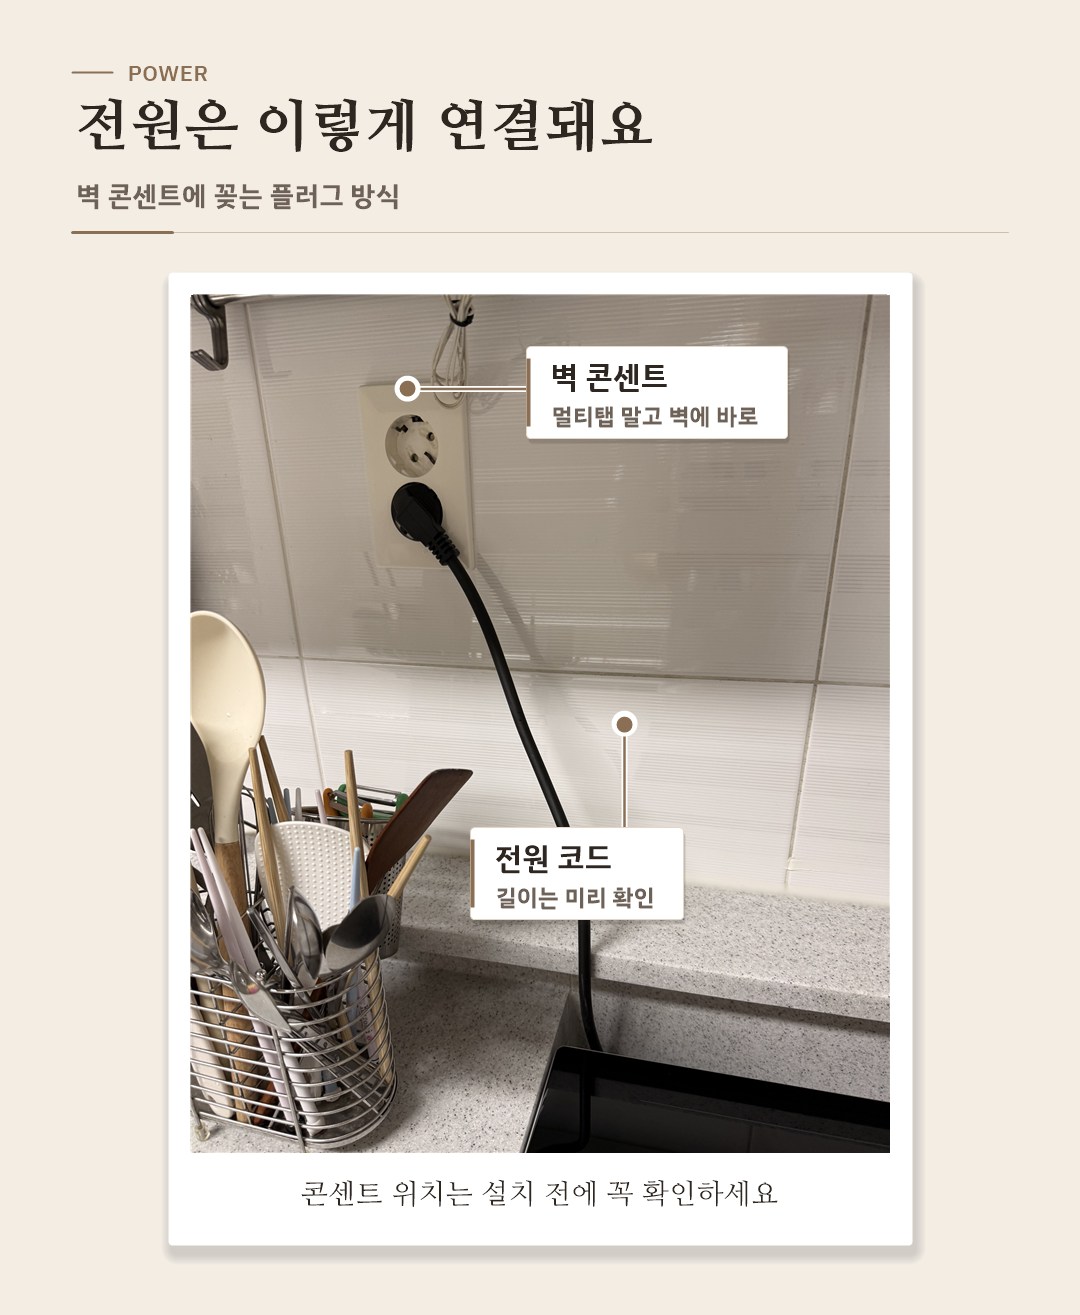 POWER
전원은 이렇게 연결돼요
벽 콘센트에 꽂는 플러그 방식
벽 콘센트
멀티탭 말고 벽에 바로
전원 코드
길이는 미리 확인
콘센트 위치는 설치 전에 꼭 확인하세요